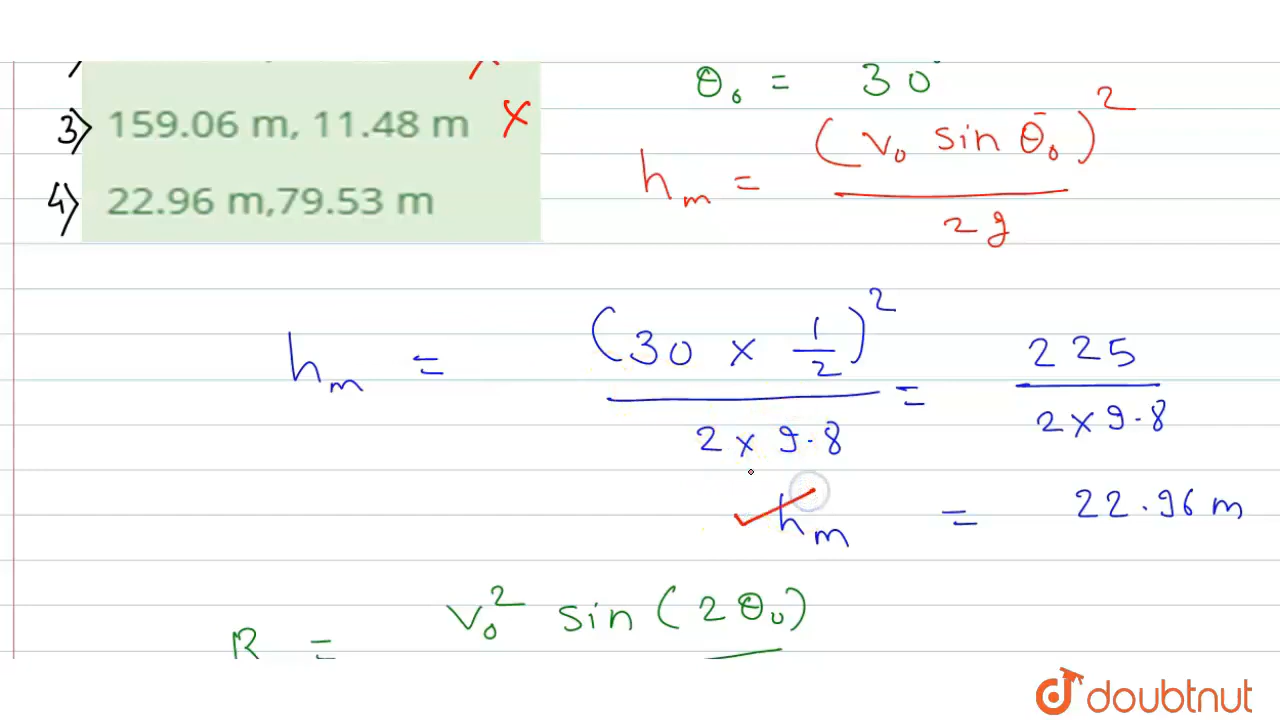 θ₀ = 30°
3) 159.06 m, 11.48 m ×
hₘ = (v₀ sin θ₀)² / 2g
4) 22.96 m,79.53 m
hₘ = (30 × 1/2)² / 2 × 9.8 = 225 / 2 × 9.8
✓ hₘ = 22.96 m
R = v₀² sin (2θ₀)
doubtnut